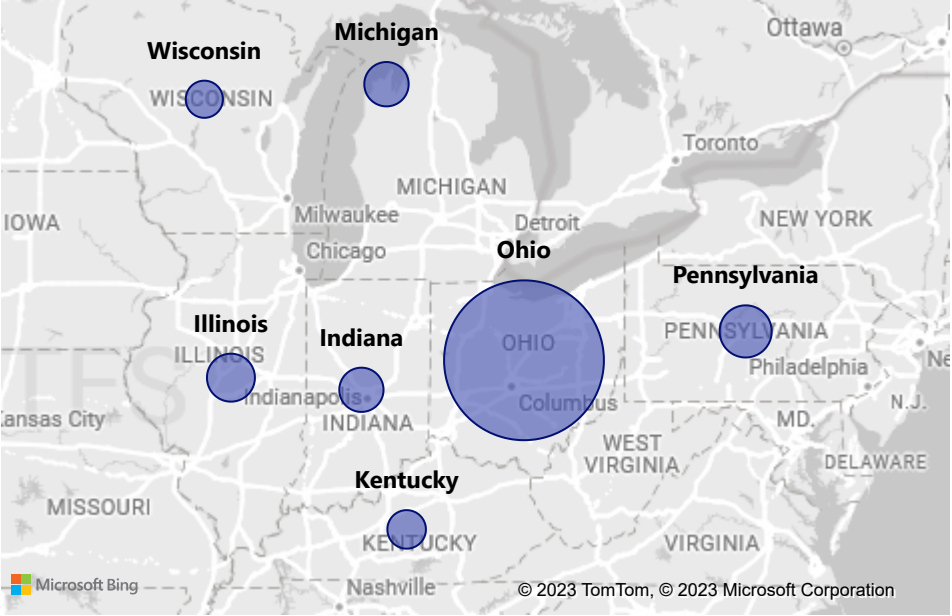 Ottawa
Michigan
Wisconsin
WISCONSIN
Toronto
MICHIGAN
Milwaukee
IOWA
Detroit
NEW YORK
Chicago
Ohio
Pennsylvania
Illinois
Indiana
PENNSYLVANIA
OHIO
ILLINOIS
Philadelphia
Ne
Indianapolis
Columbus
N.J.
ansas City
INDIANA
MD.
WEST
VIRGINIA
DELAWARE
Kentucky
MISSOURI
KENTUCKY
VIRGINIA
Microsoft Bing
Nashville
© 2023 TomTom, © 2023 Microsoft Corporation